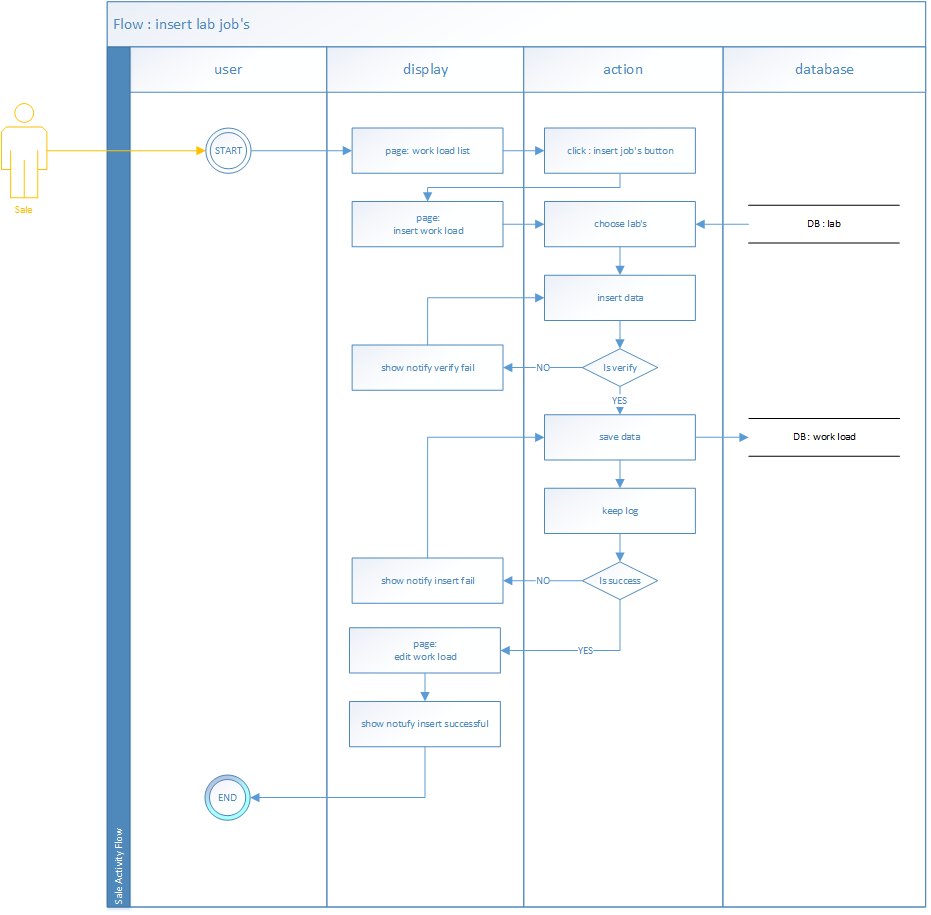 Flow : insert lab job's
user
display
action
database
START
page: work load list
click : insert job's button
Sale
page:
insert work load
choose lab's
DB : lab
insert data
show notify verify fail
NO
Is verify
YES
save data
DB : work load
keep log
show notify insert fail
NO
Is success
page:
edit work load
YES
show notufy insert successful
END
Sale Activity Flow